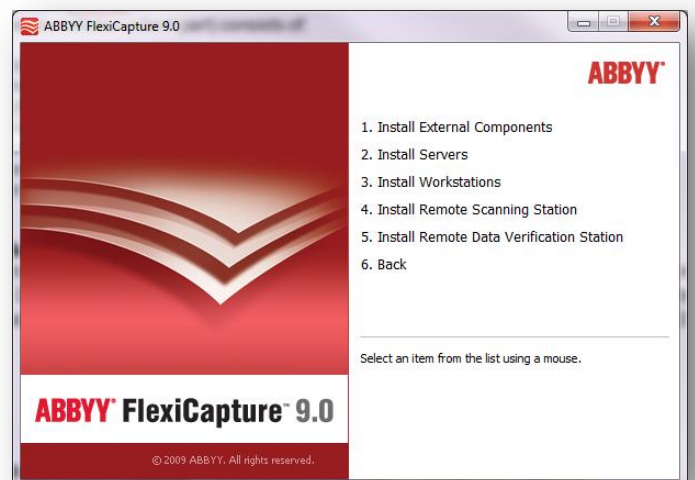 ABBYY FlexiCapture 9.0
ABBYY®
1. Install External Components
2. Install Servers
3. Install Workstations
4. Install Remote Scanning Station
5. Install Remote Data Verification Station
6. Back
Select an item from the list using a mouse.
ABBYY® FlexiCapture™ 9.0
© 2009 ABBYY. All rights reserved.